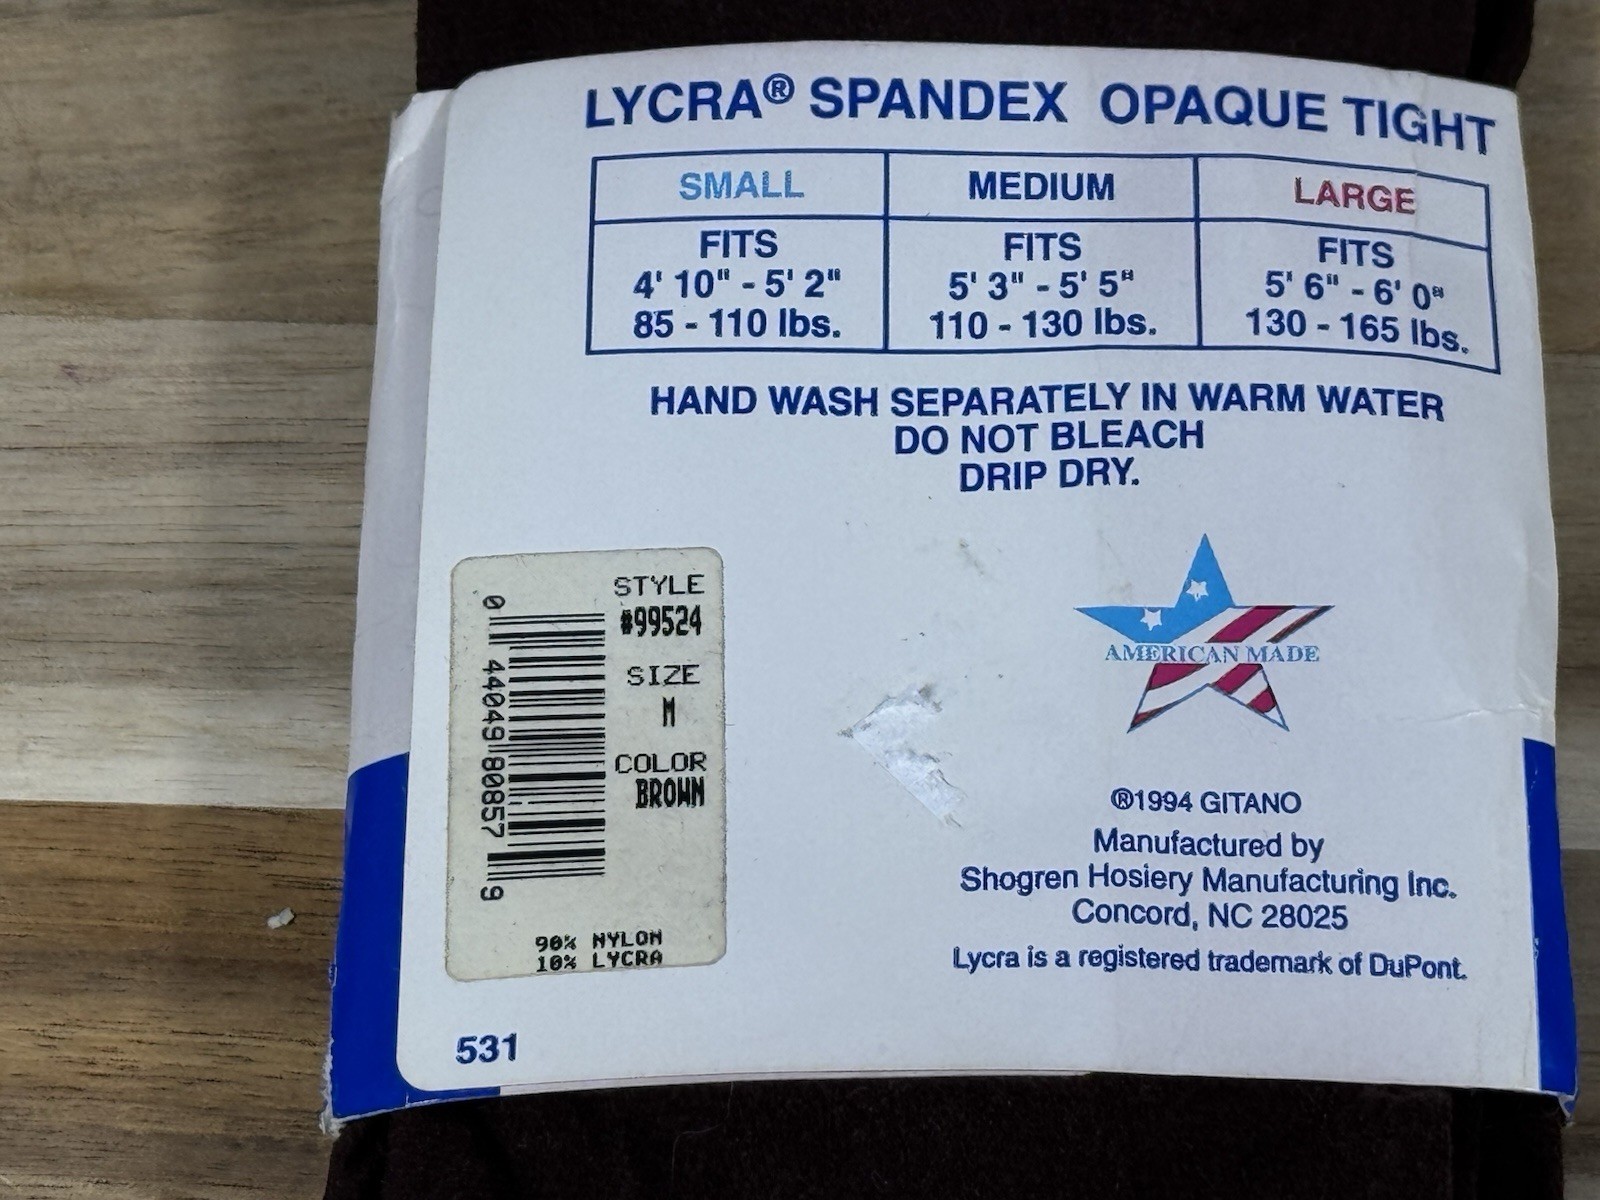 LYCRA® SPANDEX OPAQUE TIGHT
SMALL MEDIUM LARGE
FITS FITS FITS
4' 10" - 5' 2" 5' 3" - 5' 5" 5' 6" - 6' 0"
85 - 110 lbs. 110 - 130 lbs. 130 - 165 lbs.
HAND WASH SEPARATELY IN WARM WATER
DO NOT BLEACH
DRIP DRY.
STYLE
#99524
SIZE
M
COLOR
BROWN
0 44049 80857 9
90% NYLON
10% LYCRA
AMERICAN MADE
®1994 GITANO
Manufactured by
Shogren Hosiery Manufacturing Inc.
Concord, NC 28025
Lycra is a registered trademark of DuPont.
531